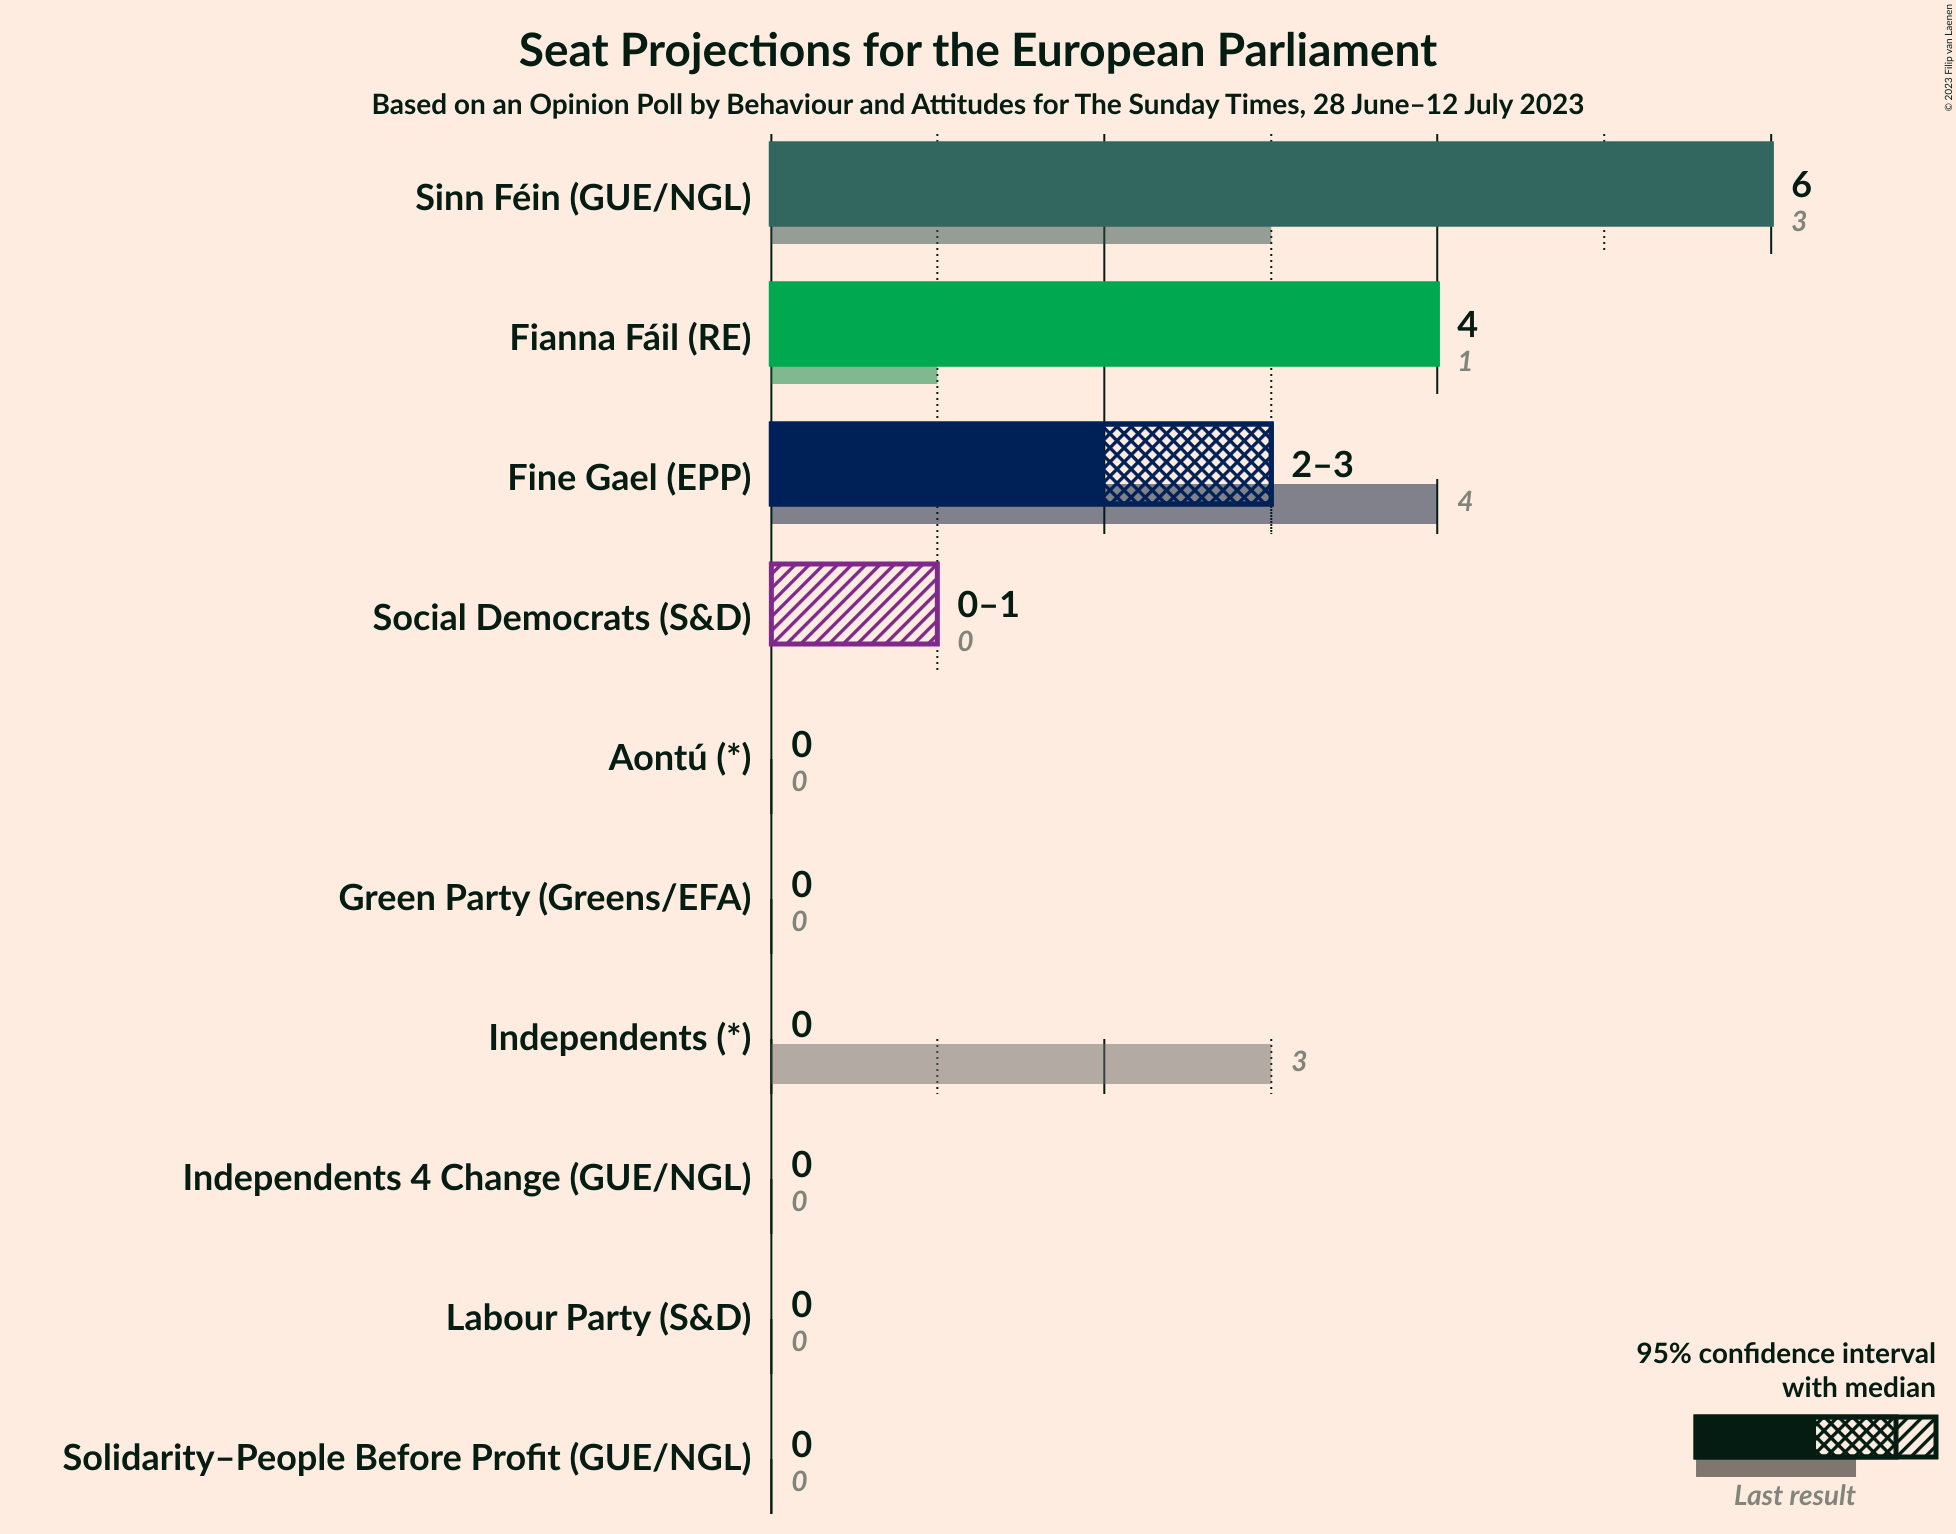 Seat Projections for the European Parliament
Based on an Opinion Poll by Behaviour and Attitudes for The Sunday Times, 28 June–12 July 2023
© 2023 Filip van Laenen
Sinn Féin (GUE/NGL)
6
3
Fianna Fáil (RE)
4
1
Fine Gael (EPP)
2–3
4
Social Democrats (S&D)
0–1
0
Aontú (*)
0
0
Green Party (Greens/EFA)
0
0
Independents (*)
0
3
Independents 4 Change (GUE/NGL)
0
0
Labour Party (S&D)
0
0
Solidarity–People Before Profit (GUE/NGL)
0
0
95% confidence interval
with median
Last result